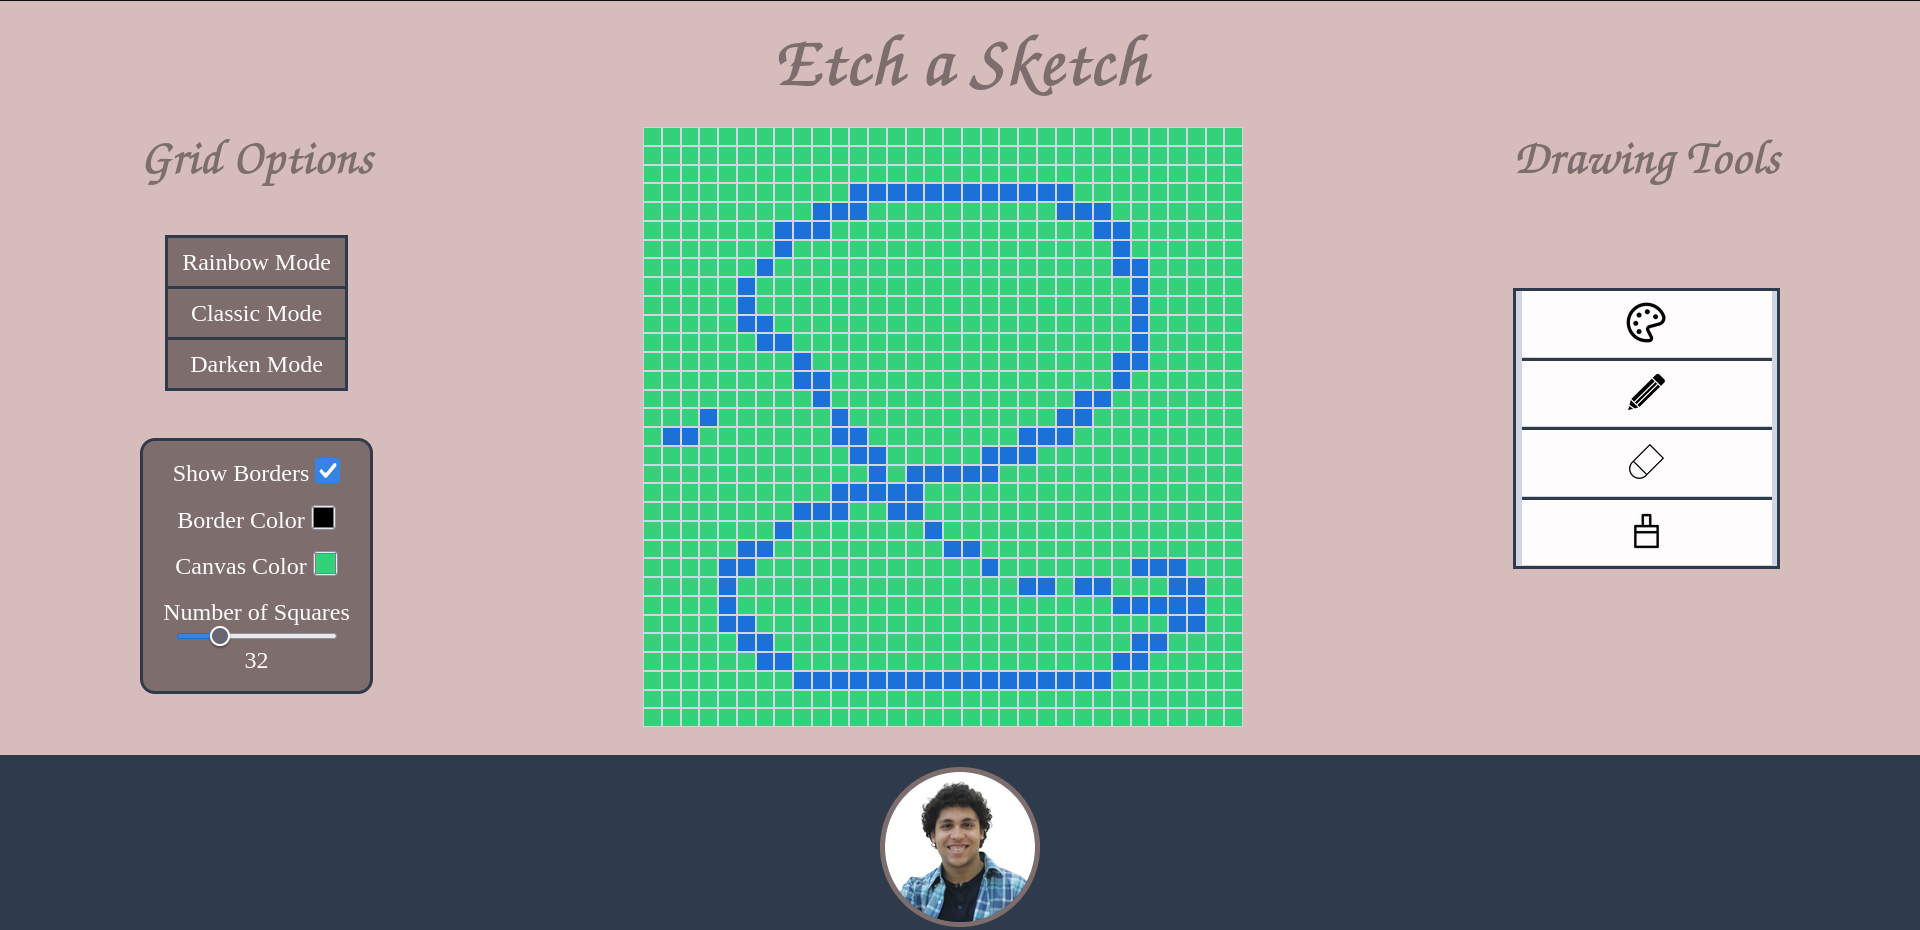 Etch a Sketch
Grid Options
Rainbow Mode
Classic Mode
Darken Mode
Show Borders
Border Color
Canvas Color
Number of Squares
32
Drawing Tools